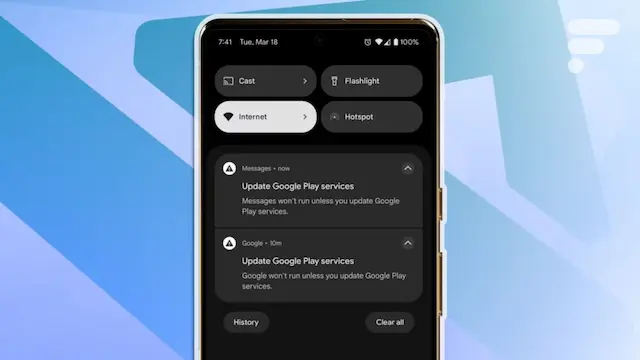 7:41 Tue, Mar 18 100%
Cast Flashlight
Internet Hotspot
Messages • now
Update Google Play services
Messages won't run unless you update Google
Play services.
Google • 10m
Update Google Play services
Google won't run unless you update Google Play
services.
History Clear all